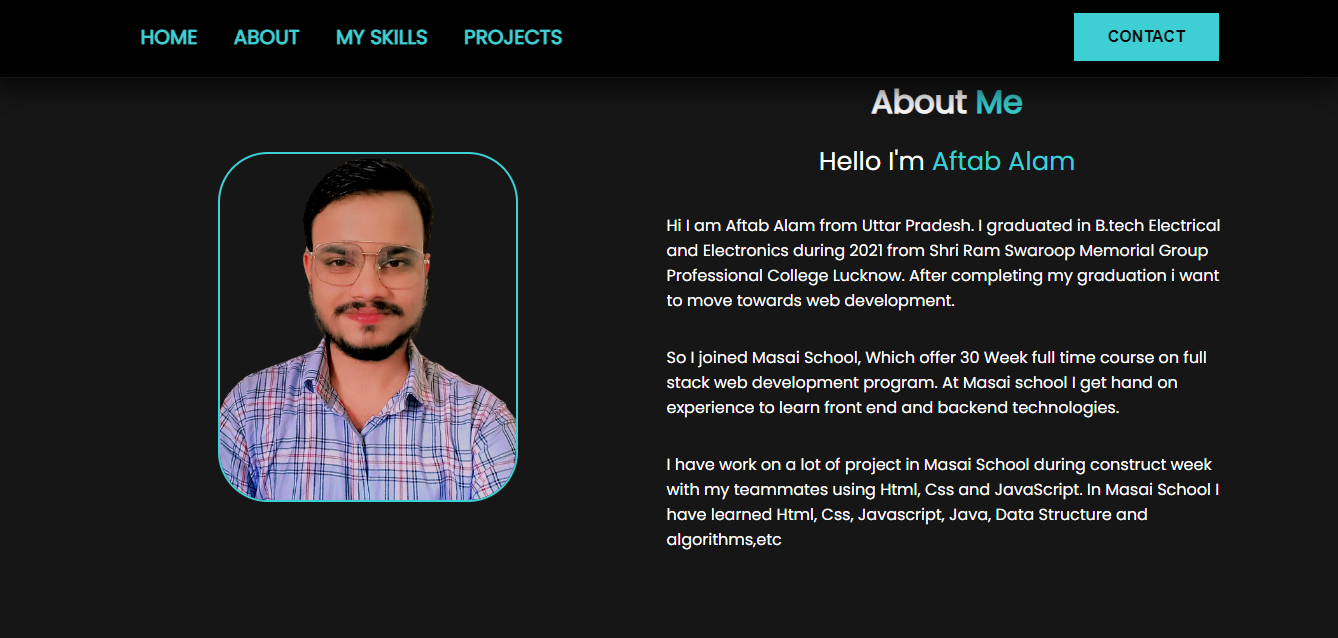 HOME ABOUT MY SKILLS PROJECTS CONTACT
About Me
Hello I'm Aftab Alam
Hi I am Aftab Alam from Uttar Pradesh. I graduated in B.tech Electrical
and Electronics during 2021 from Shri Ram Swaroop Memorial Group
Professional College Lucknow. After completing my graduation i want
to move towards web development.
So I joined Masai School, Which offer 30 Week full time course on full
stack web development program. At Masai school I get hand on
experience to learn front end and backend technologies.
I have work on a lot of project in Masai School during construct week
with my teammates using Html, Css and JavaScript. In Masai School I
have learned Html, Css, Javascript, Java, Data Structure and
algorithms,etc